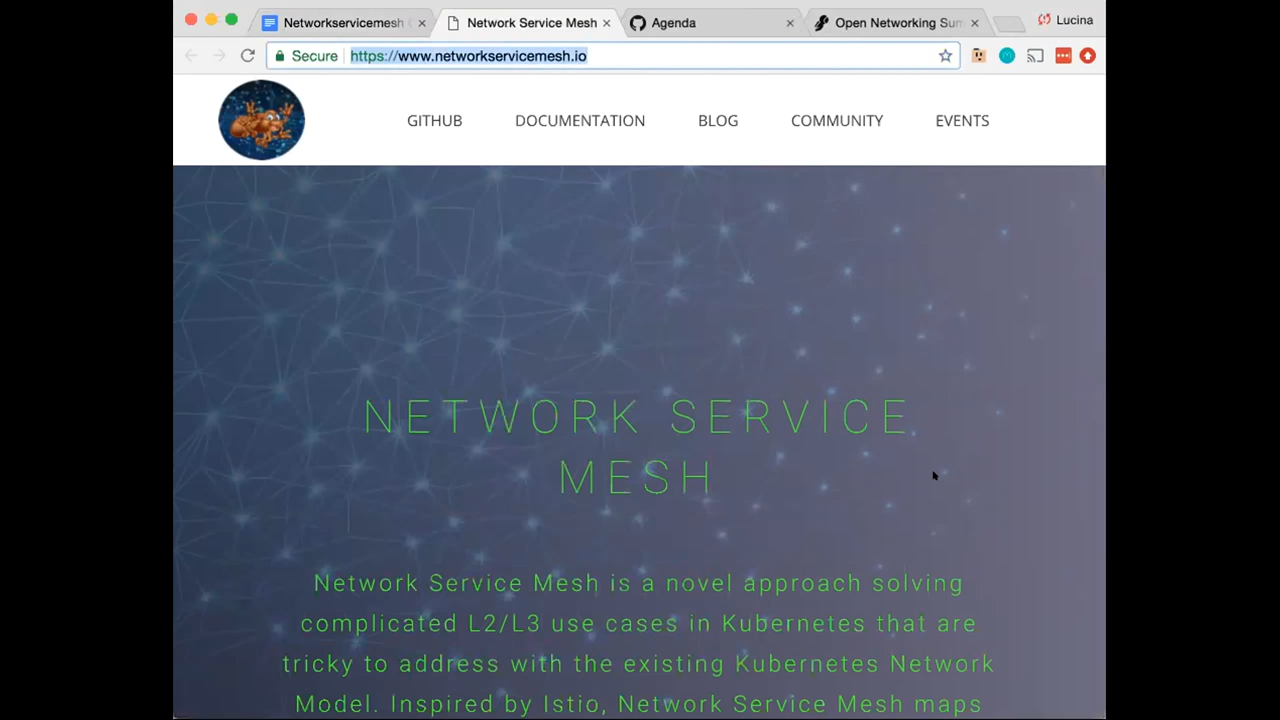 Networkservicemesh
Network Service Mesh
Agenda
Open Networking Sum
Lucina
Secure
https://www.networkservicemesh.io
GITHUB
DOCUMENTATION
BLOG
COMMUNITY
EVENTS
NETWORK SERVICE
MESH
Network Service Mesh is a novel approach solving
complicated L2/L3 use cases in Kubernetes that are
tricky to address with the existing Kubernetes Network
Model. Inspired by Istio, Network Service Mesh maps